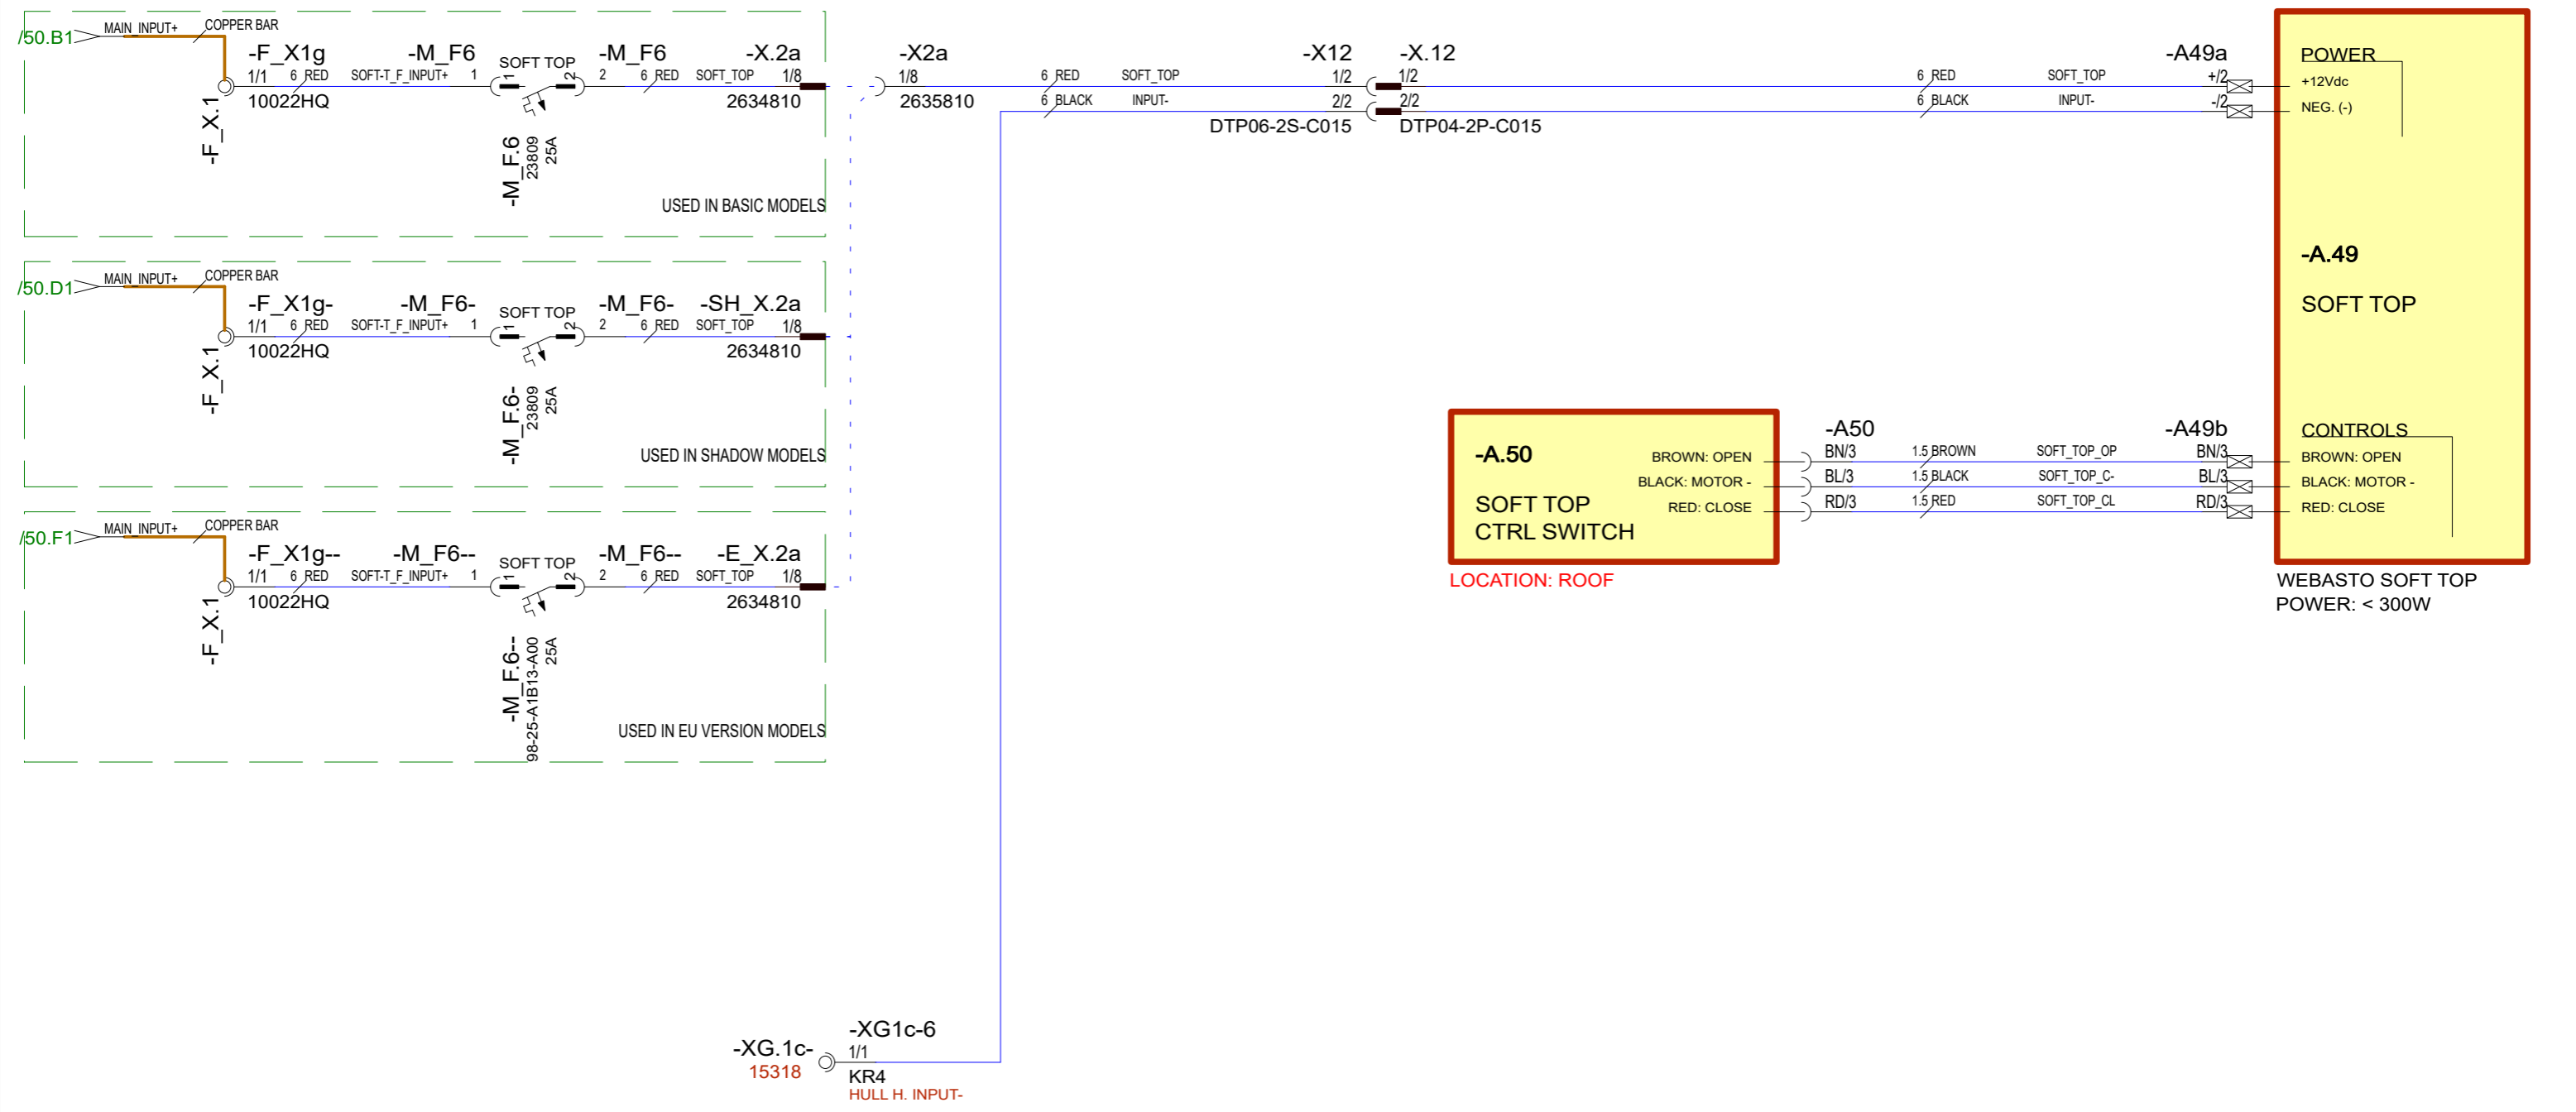 /50.B1
MAIN_INPUT+
COPPER BAR
-F_X1g
-M_F6
SOFT TOP
-M_F6
-X.2a
-X2a
-X12
-X.12
-A49a
POWER
1/1
6 RED
SOFT-T_F_INPUT+
1
1
2
2
6 RED
SOFT_TOP
1/8
1/8
6 RED
SOFT_TOP
1/2
1/2
6 RED
SOFT_TOP
+/2
+12Vdc
10022HQ
2634810
2635810
6 BLACK
INPUT-
2/2
2/2
6 BLACK
INPUT-
-/2
NEG. (-)
DTP06-2S-C015
DTP04-2P-C015
-F_X.1
-M_F.6
23809
25A
USED IN BASIC MODELS
-A.49
SOFT TOP
/50.D1
MAIN_INPUT+
COPPER BAR
-F_X1g-
-M_F6-
SOFT TOP
-M_F6-
-SH_X.2a
1/1
6 RED
SOFT-T_F_INPUT+
1
1
2
2
6 RED
SOFT_TOP
1/8
10022HQ
2634810
-F_X.1
-M_F.6-
23809
25A
USED IN SHADOW MODELS
-A.50
SOFT TOP
CTRL SWITCH
BROWN: OPEN
BLACK: MOTOR -
RED: CLOSE
LOCATION: ROOF
-A50
-A49b
CONTROLS
BN/3
1.5 BROWN
SOFT_TOP_OP
BN/3
BROWN: OPEN
BL/3
1.5 BLACK
SOFT_TOP_C-
BL/3
BLACK: MOTOR -
RD/3
1.5 RED
SOFT_TOP_CL
RD/3
RED: CLOSE
WEBASTO SOFT TOP
POWER: < 300W
/50.F1
MAIN_INPUT+
COPPER BAR
-F_X1g--
-M_F6--
SOFT TOP
-M_F6--
-E_X.2a
1/1
6 RED
SOFT-T_F_INPUT+
1
1
2
2
6 RED
SOFT_TOP
1/8
10022HQ
2634810
-F_X.1
-M_F.6--
98-25-A1B13-A00
25A
USED IN EU VERSION MODELS
-XG.1c-
15318
-XG1c-6
1/1
KR4
HULL H. INPUT-